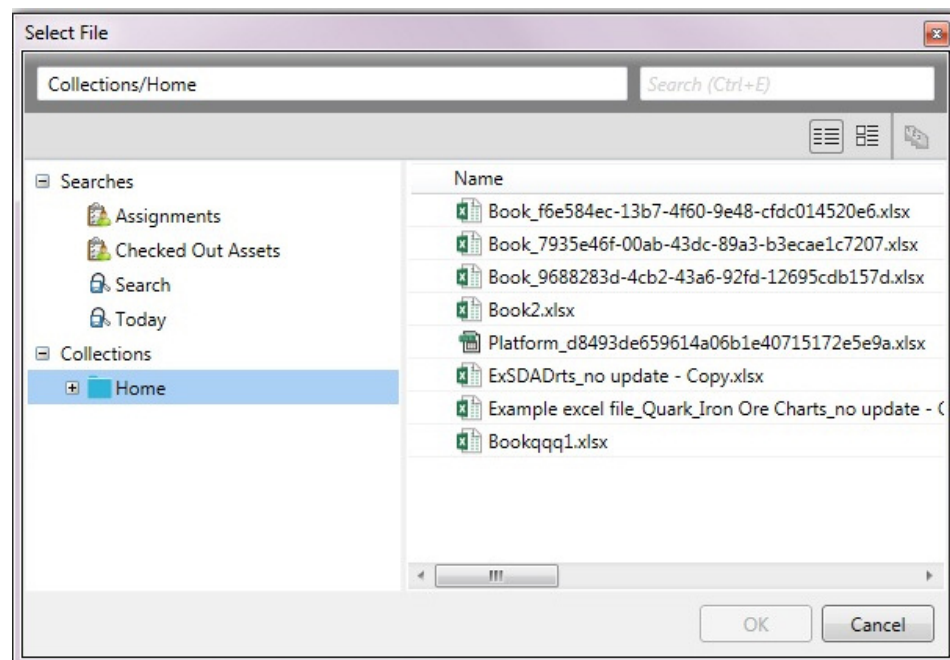 Select File
Collections/Home
Search (Ctrl+E)
Searches
Assignments
Checked Out Assets
Search
Today
Collections
Home
Name
Book_f6e584ec-13b7-4f60-9e48-cfdc014520e6.xlsx
Book_7935e46f-00ab-43dc-89a3-b3ecae1c7207.xlsx
Book_9688283d-4cb2-43a6-92fd-12695cdb157d.xlsx
Book2.xlsx
Platform_d8493de659614a06b1e40715172e5e9a.xlsx
ExSDADrts_no update - Copy.xlsx
Example excel file_Quark_Iron Ore Charts_no update -
Bookqqq1.xlsx
OK
Cancel